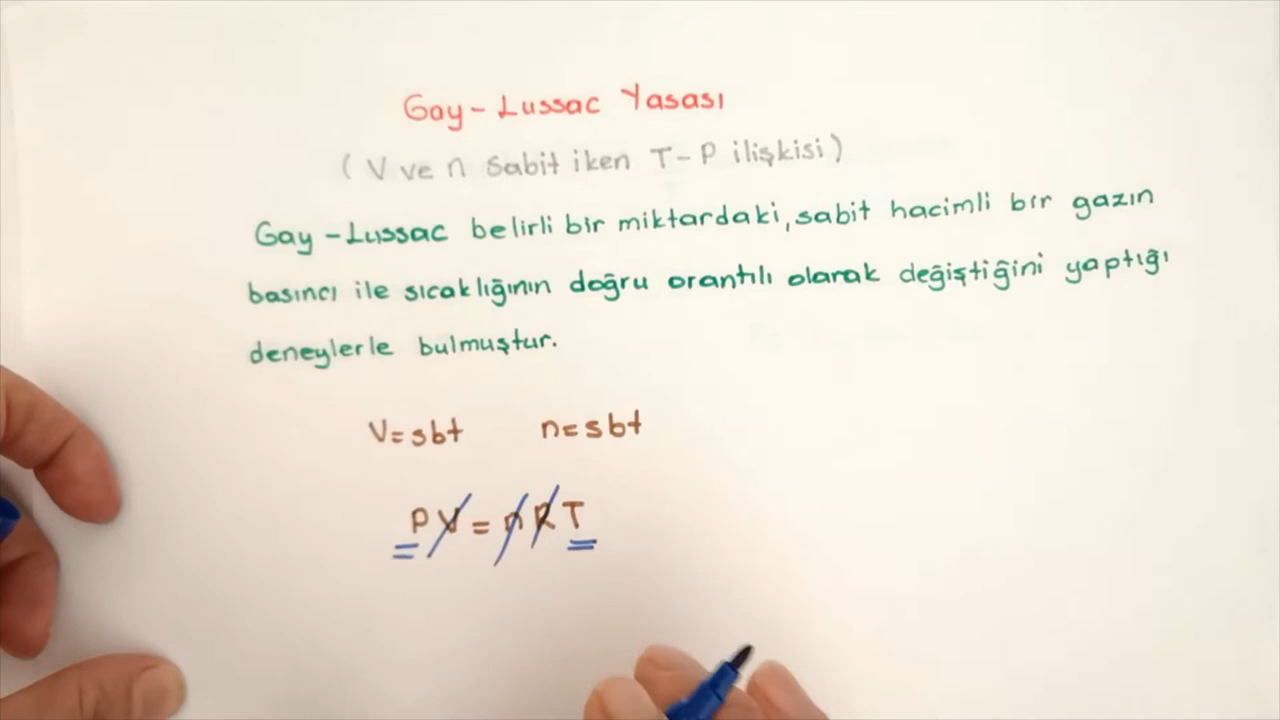 Gay-Lussac Yasası
( V ve n sabit iken T-P ilişkisi )
Gay-Lussac belirli bir miktardaki, sabit hacimli bir gazın
basıncı ile sıcaklığının doğru orantılı olarak değiştiğini yaptığı
deneylerle bulmuştur.
V=sbt n=sbt
PV = nRT